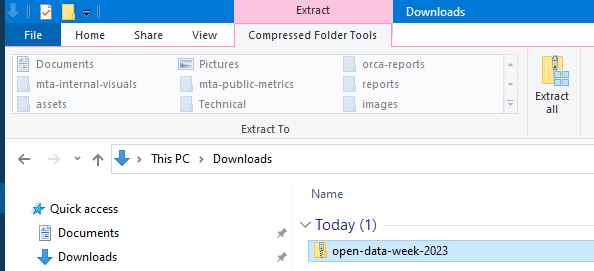 Extract Downloads
File Home Share View Compressed Folder Tools
Documents Pictures orca-reports
mta-internal-visuals mta-public-metrics reports
assets Technical images
Extract all
Extract To
This PC Downloads
Name
Quick access
Today (1)
Documents
open-data-week-2023
Downloads